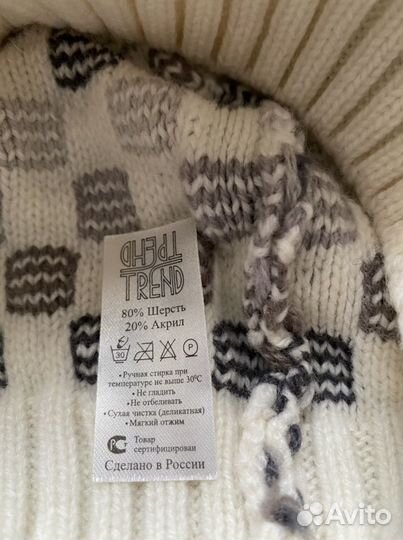 TREND
TREND
80% Шерсть
20% Акрил
30 P
• Ручная стирка при
температуре не выше 30°C
• Не гладить
• Не отбеливать
• Сухая чистка (деликатная)
• Мягкий отжим
Товар
сертифицирован
Сделано в России
Avito